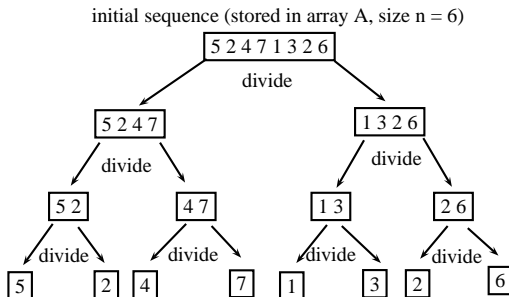 initial sequence (stored in array A, size n = 6)
5 2 4 7 1 3 2 6
divide
5 2 4 7
1 3 2 6
divide
divide
5 2
4 7
1 3
2 6
divide
divide
divide
divide
5
2
4
7
1
3
2
6